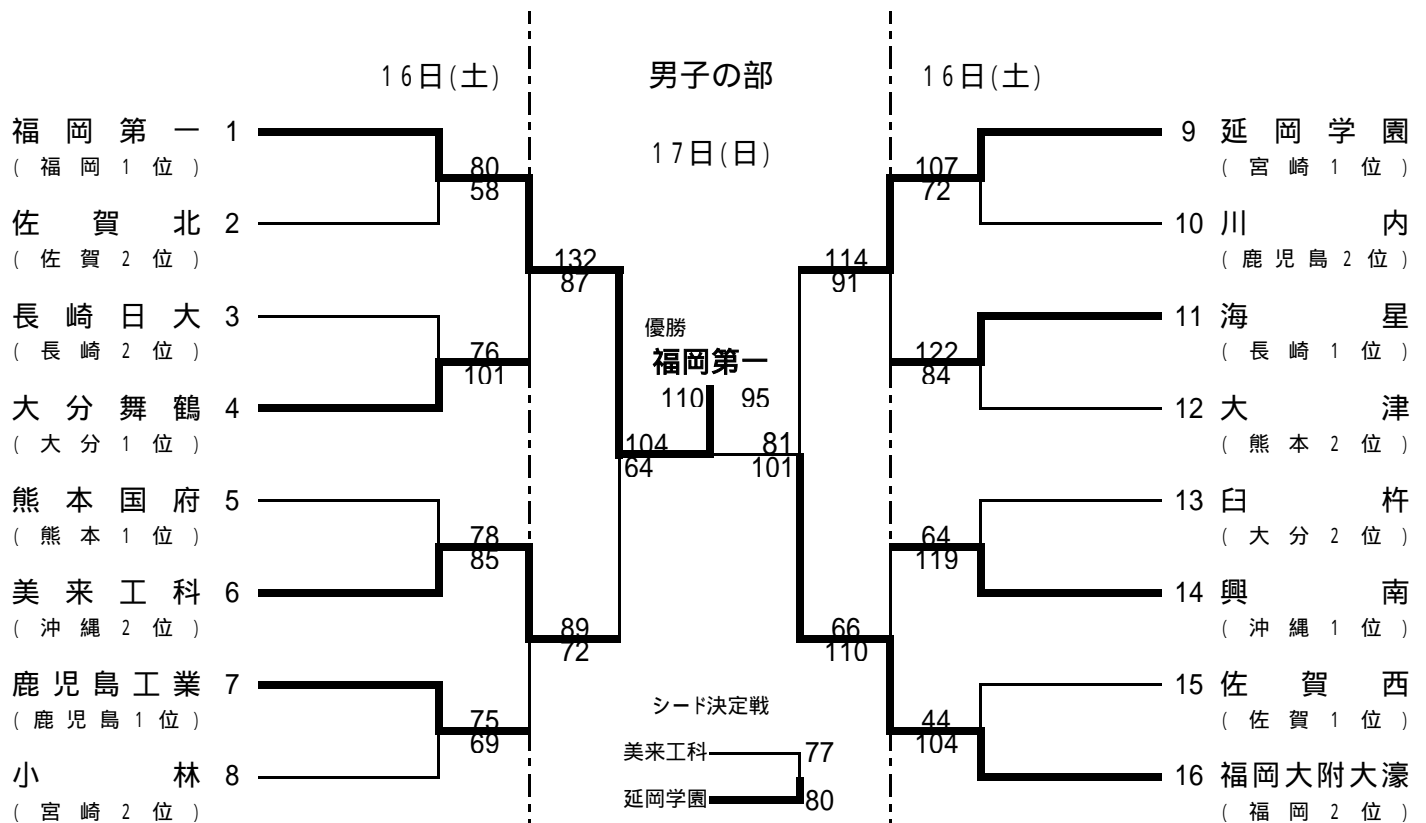 男子の部
16日(土)
16日(土)
17日(日)
福岡第一 1
(福岡1位)
佐賀北 2
(佐賀2位)
長崎日大 3
(長崎2位)
大分舞鶴 4
(大分1位)
熊本国府 5
(熊本1位)
美来工科 6
(沖縄2位)
鹿児島工業 7
(鹿児島1位)
小林 8
(宮崎2位)
80
58
76
101
78
85
75
69
132
87
89
72
104
64
優勝
福岡第一
110 95
81
101
114
91
66
110
107
72
122
84
64
119
44
104
9 延岡学園
(宮崎1位)
10 川内
(鹿児島2位)
11 海星
(長崎1位)
12 大津
(熊本2位)
13 臼杵
(大分2位)
14 興南
(沖縄1位)
15 佐賀西
(佐賀1位)
16 福岡大附大濠
(福岡2位)
シード決定戦
美来工科 77
延岡学園 80